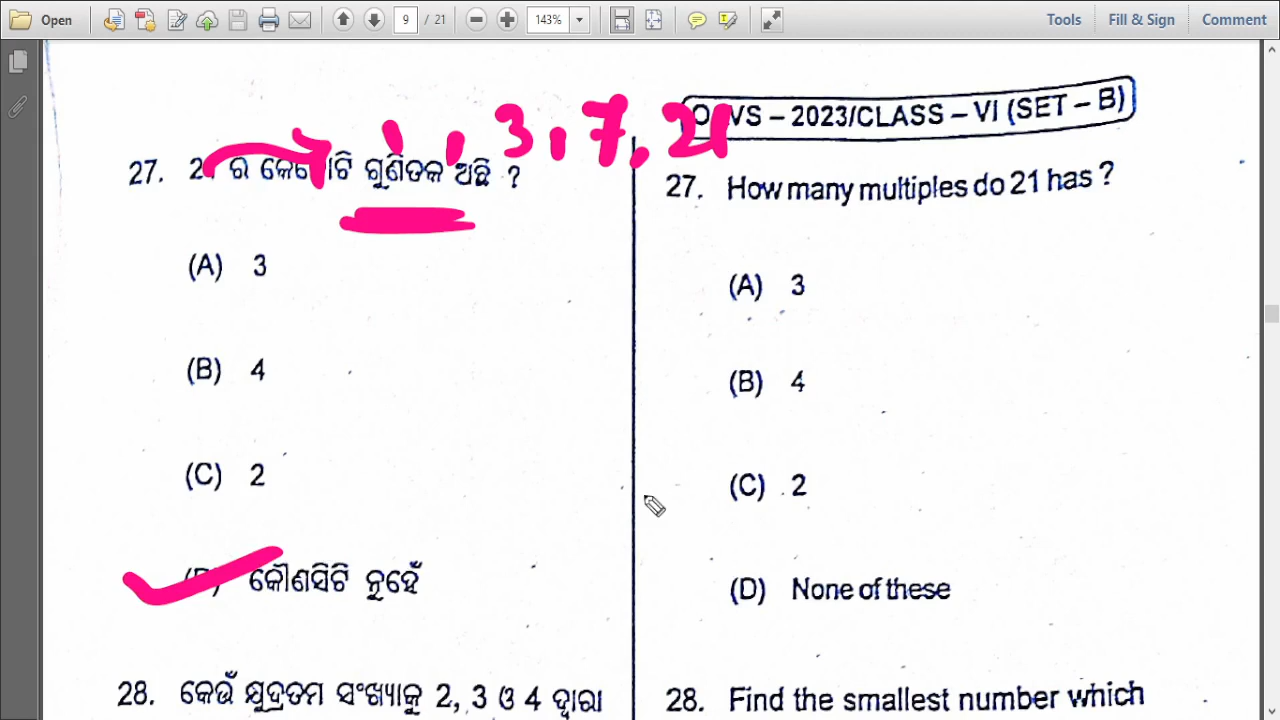 Open
9 / 21
143%
Tools
Fill & Sign
Comment
1, 3, 7, 21
VS – 2023/CLASS – VI (SET – B)
27. ର ଗୁଣିତକ ଅଛି ?
(A) 3
(B) 4
(C) 2
କୌଣସିଟି ନୁହେଁ
28. କେଉଁ କ୍ଷୁଦ୍ରତମ ସଂଖ୍ୟାକୁ 2, 3 ଓ 4 ଦ୍ୱାରା
27. How many multiples do 21 has ?
(A) 3
(B) 4
(C) 2
(D) None of these
28. Find the smallest number which